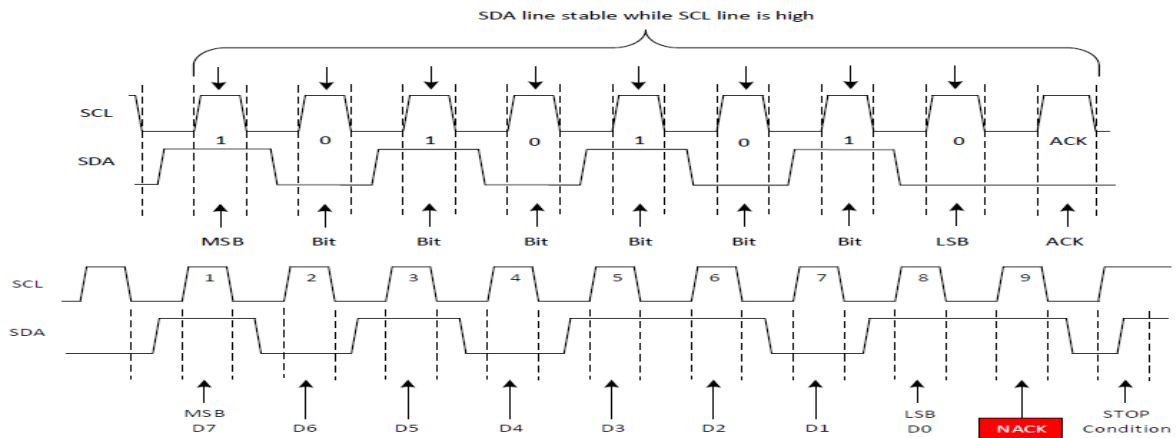 SDA line stable while SCL line is high
SCL
1 0 1 0 1 0 1 0 ACK
SDA
MSB Bit Bit Bit Bit Bit Bit LSB ACK
SCL 1 2 3 4 5 6 7 8 9
SDA
MSB LSB STOP
D7 D6 D5 D4 D3 D2 D1 D0 NACK Condition